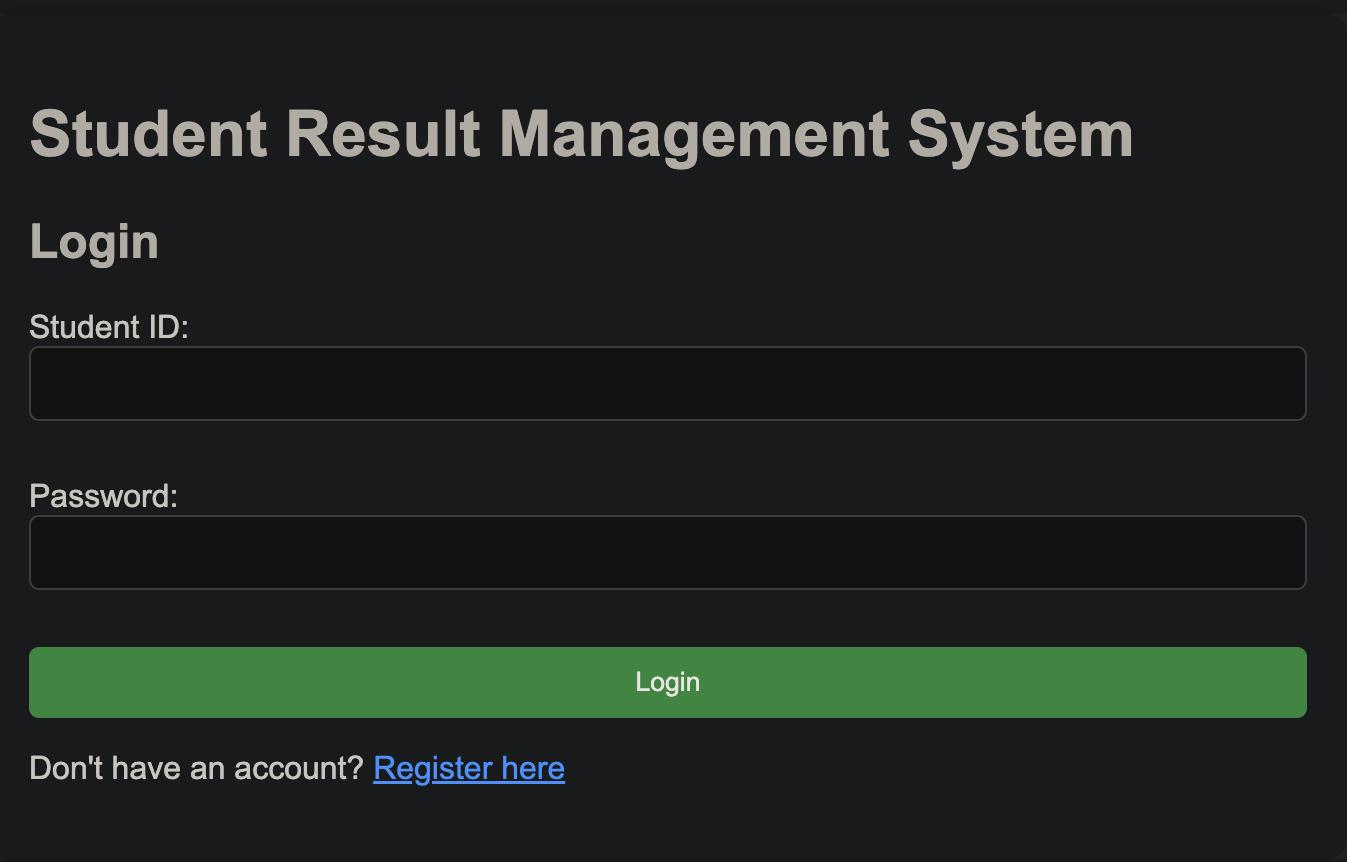 Student Result Management System
Login
Student ID:
Password:
Login
Don't have an account? Register here